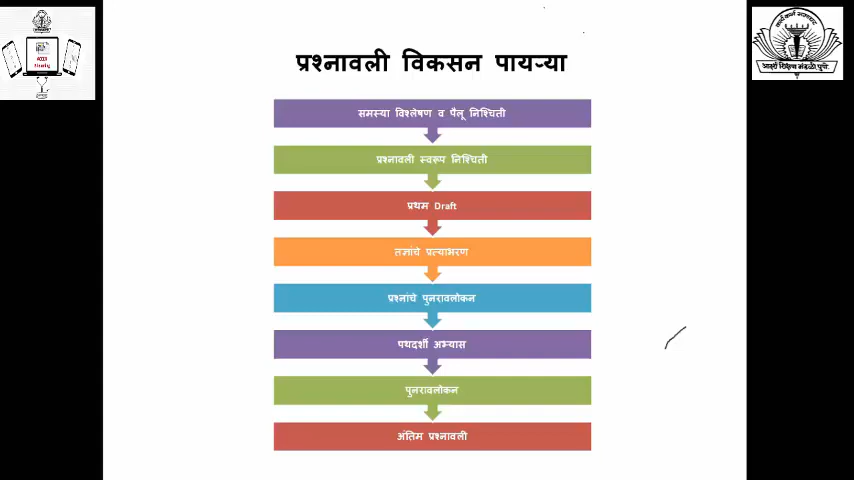 प्रश्नावली विकसन पायऱ्या
समस्या विश्लेषण व पैलू निश्चिती
प्रश्नावली स्वरूप निश्चिती
प्रथम Draft
तज्ञांचे प्रत्याभरण
प्रश्नांचे पुनरावलोकन
पथदर्शी अभ्यास
पुनरावलोकन
अंतिम प्रश्नावली